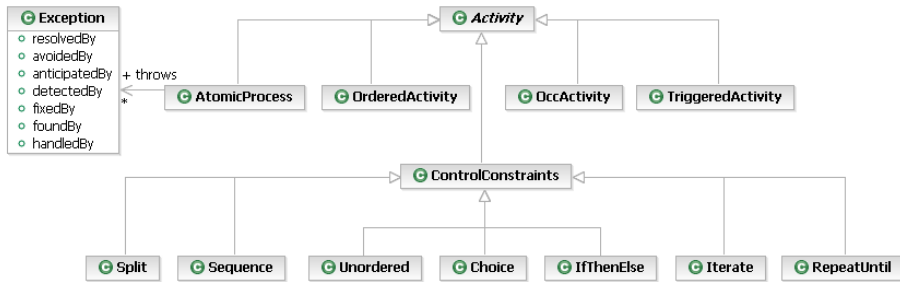 Exception
resolvedBy
avoidedBy
anticipatedBy
detectedBy
fixedBy
foundBy
handledBy
+ throws
*
Activity
AtomicProcess
OrderedActivity
OccActivity
TriggeredActivity
ControlConstraints
Split
Sequence
Unordered
Choice
IfThenElse
Iterate
RepeatUntil